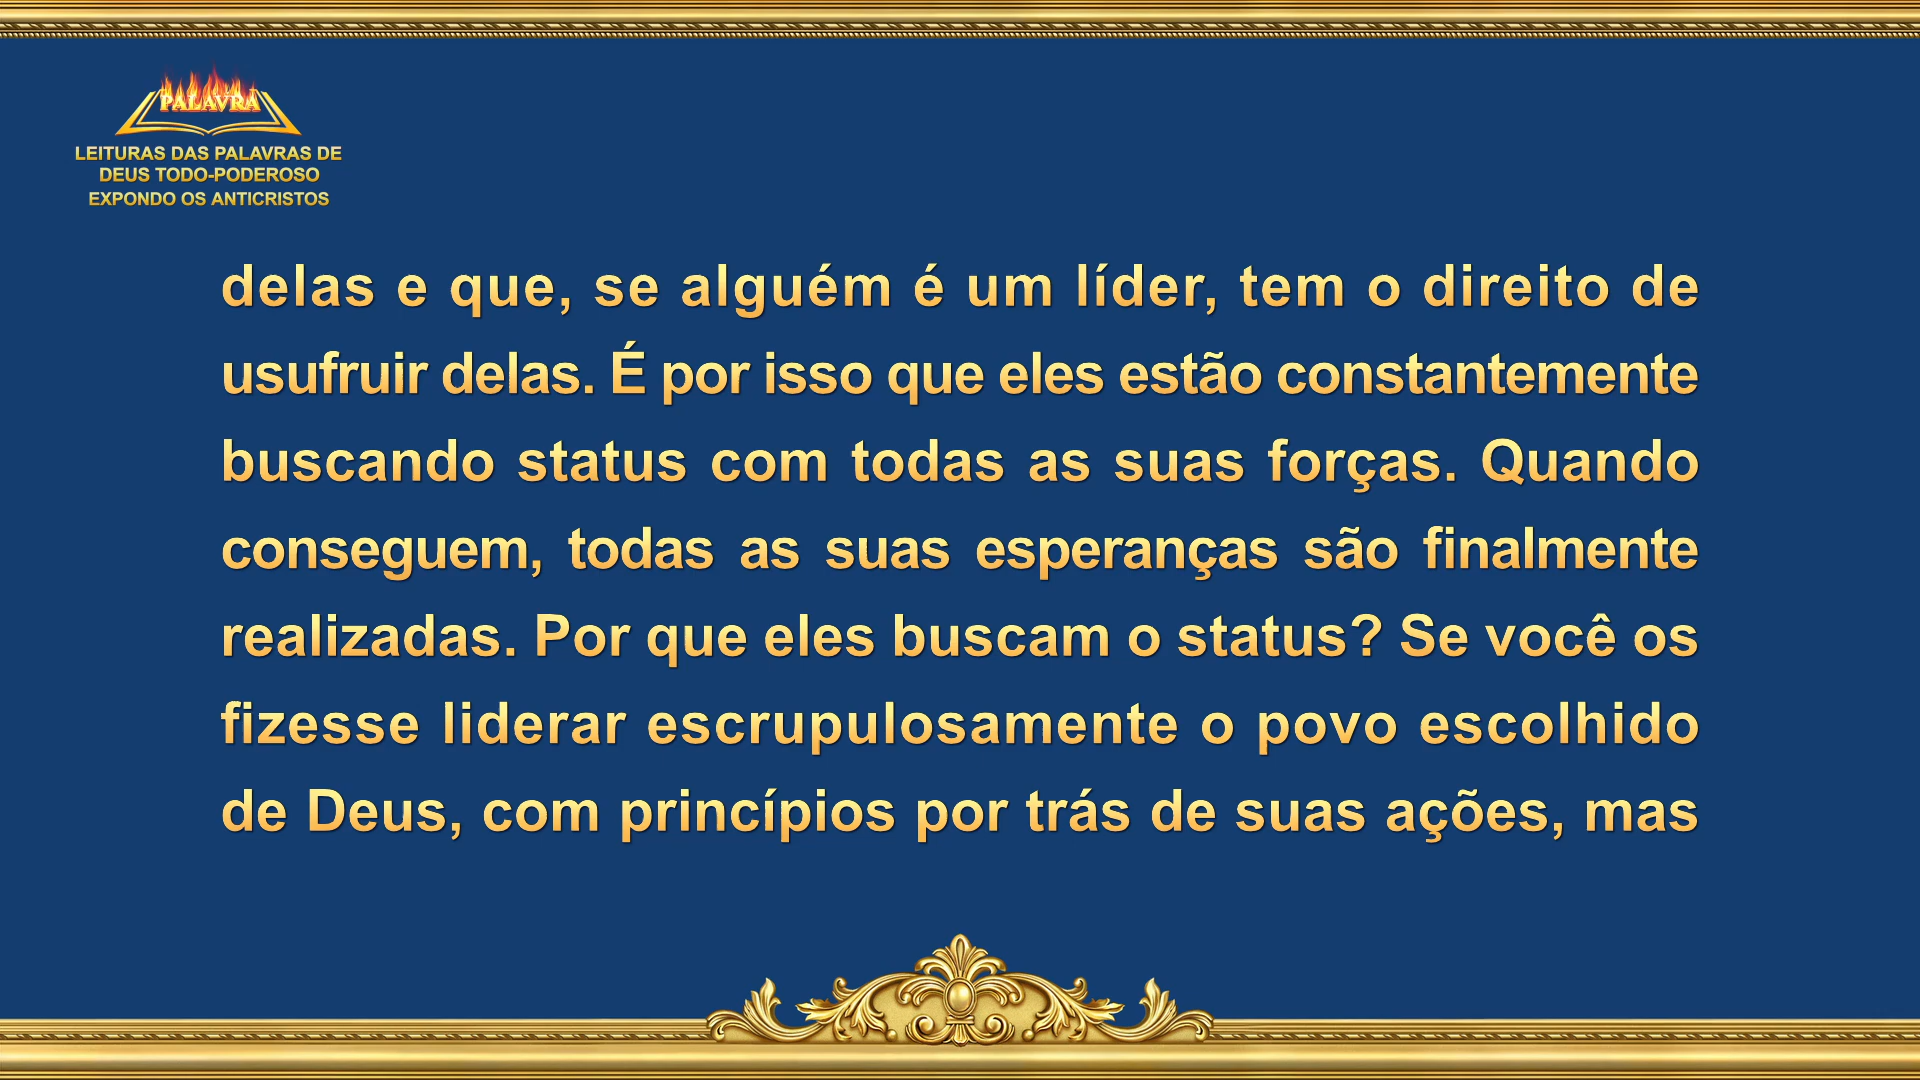 PALAVRA
LEITURAS DAS PALAVRAS DE
DEUS TODO-PODEROSO
EXPONDO OS ANTICRISTOS
delas e que, se alguém é um líder, tem o direito de
usufruir delas. É por isso que eles estão constantemente
buscando status com todas as suas forças. Quando
conseguem, todas as suas esperanças são finalmente
realizadas. Por que eles buscam o status? Se você os
fizesse liderar escrupulosamente o povo escolhido
de Deus, com princípios por trás de suas ações, mas